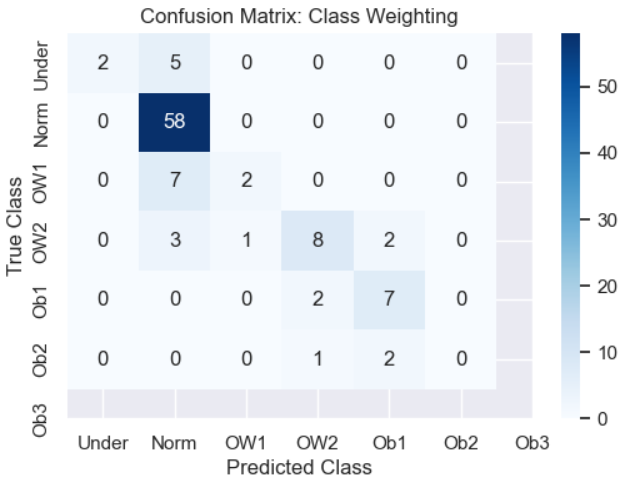 Confusion Matrix: Class Weighting
True Class
Under 2 5 0 0 0 0
Norm 0 58 0 0 0 0
OW1 0 7 2 0 0 0
OW2 0 3 1 8 2 0
Ob1 0 0 0 2 7 0
Ob2 0 0 0 1 2 0
Ob3
Under Norm OW1 OW2 Ob1 Ob2 Ob3
Predicted Class
50
40
30
20
10
0